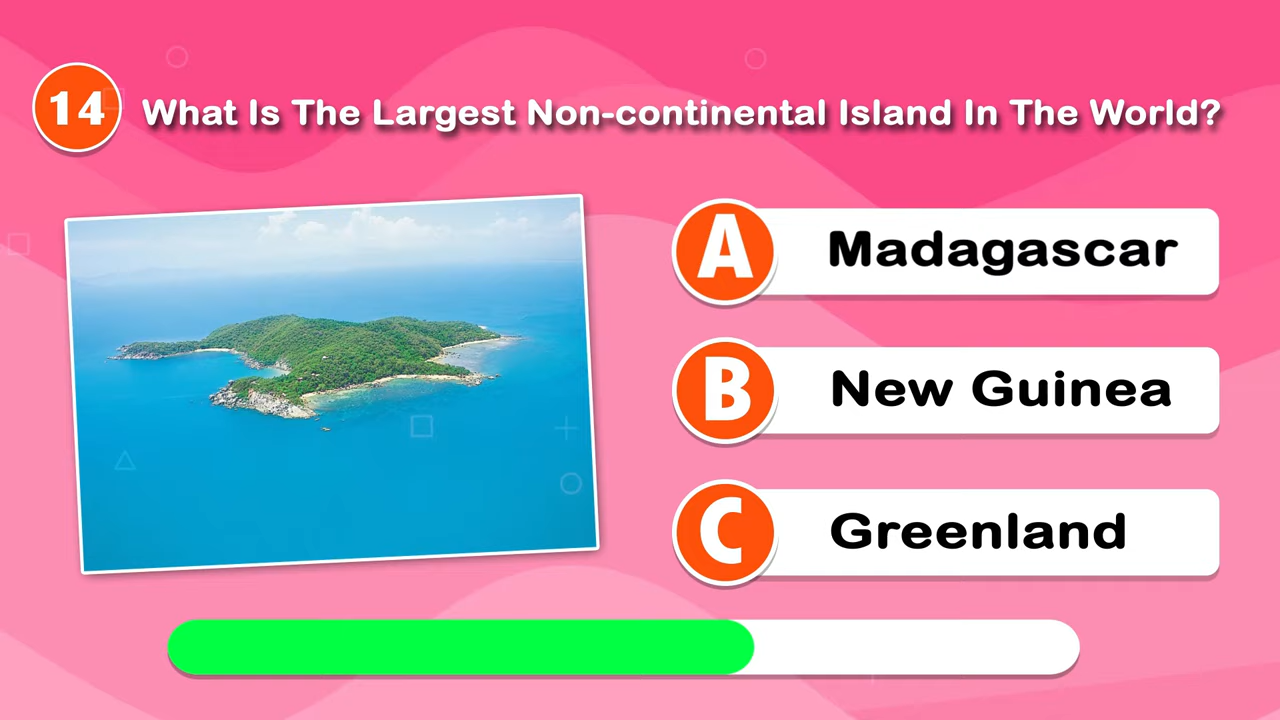 14 What Is The Largest Non-continental Island In The World?
A Madagascar
B New Guinea
C Greenland